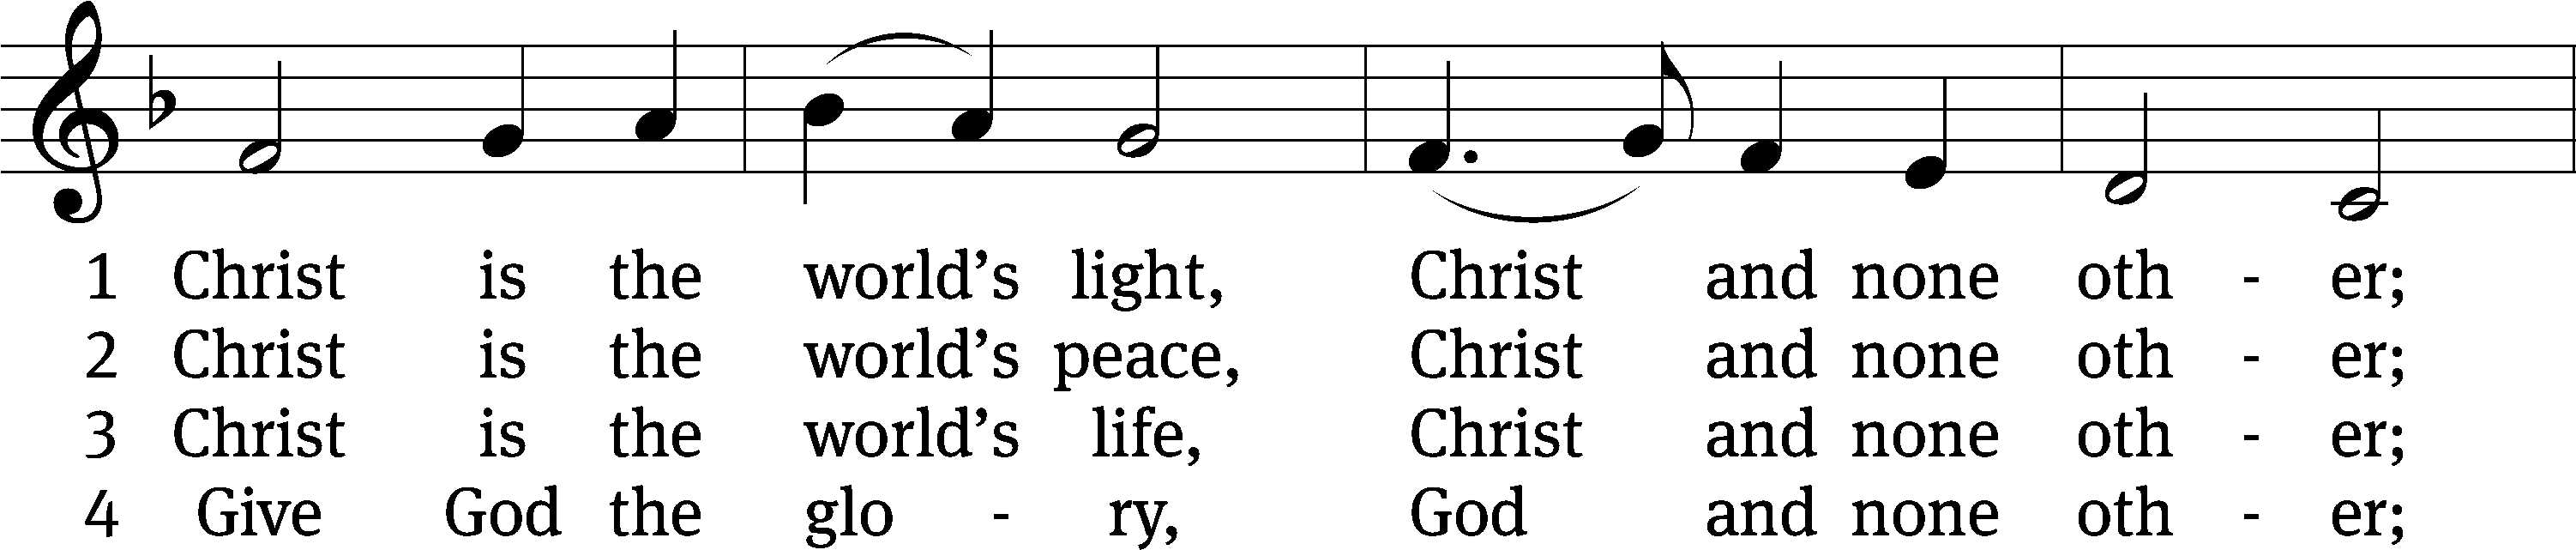 1 Christ is the world’s light, Christ and none oth - er;
2 Christ is the world’s peace, Christ and none oth - er;
3 Christ is the world’s life, Christ and none oth - er;
4 Give God the glo - ry, God and none oth - er;